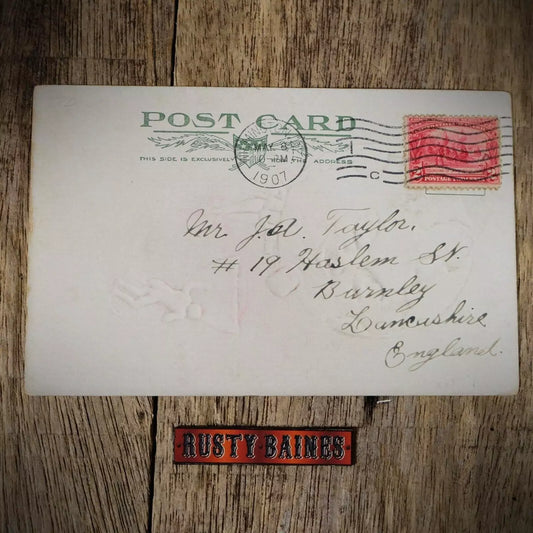 POST CARD
THIS SIDE IS EXCLUSIVELY FOR THE ADDRESS
MAY 8
M
1907
C
POSTAGE
Mr. J. A. Taylor.
# 19 Haslem St.
Burnley
Lancashire
England.
RUSTY BAINES